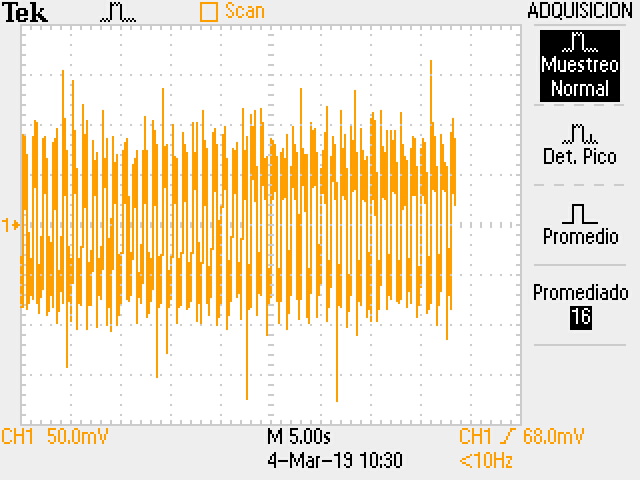 Tek
Scan
ADQUISICION
Muestreo
Normal
Det. Pico
Promedio
Promediado
16
1
CH1 50.0mV
M 5.00s
CH1 68.0mV
4-Mar-19 10:30
<10Hz